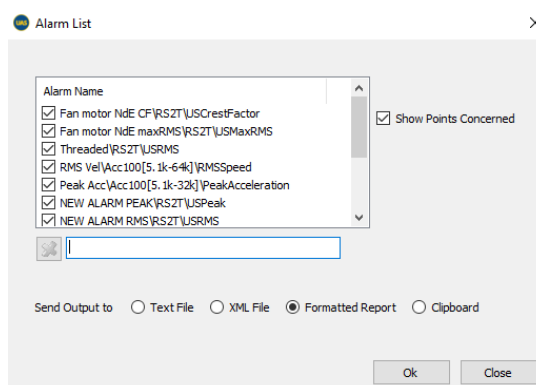 UAS Alarm List
Alarm Name
Fan motor NdE CF\RS2T\USCrestFactor
Show Points Concerned
Fan motor NdE maxRMS\RS2T\USMaxRMS
Threaded\RS2T\USRMS
RMS Vel\Acc100[5.1k-64k]\RMSSpeed
Peak Acc\Acc100[5.1k-32k]\PeakAcceleration
NEW ALARM PEAK\RS2T\USPeak
NEW ALARM RMS\RS2T\USRMS
Send Output to Text File XML File Formatted Report Clipboard
Ok Close